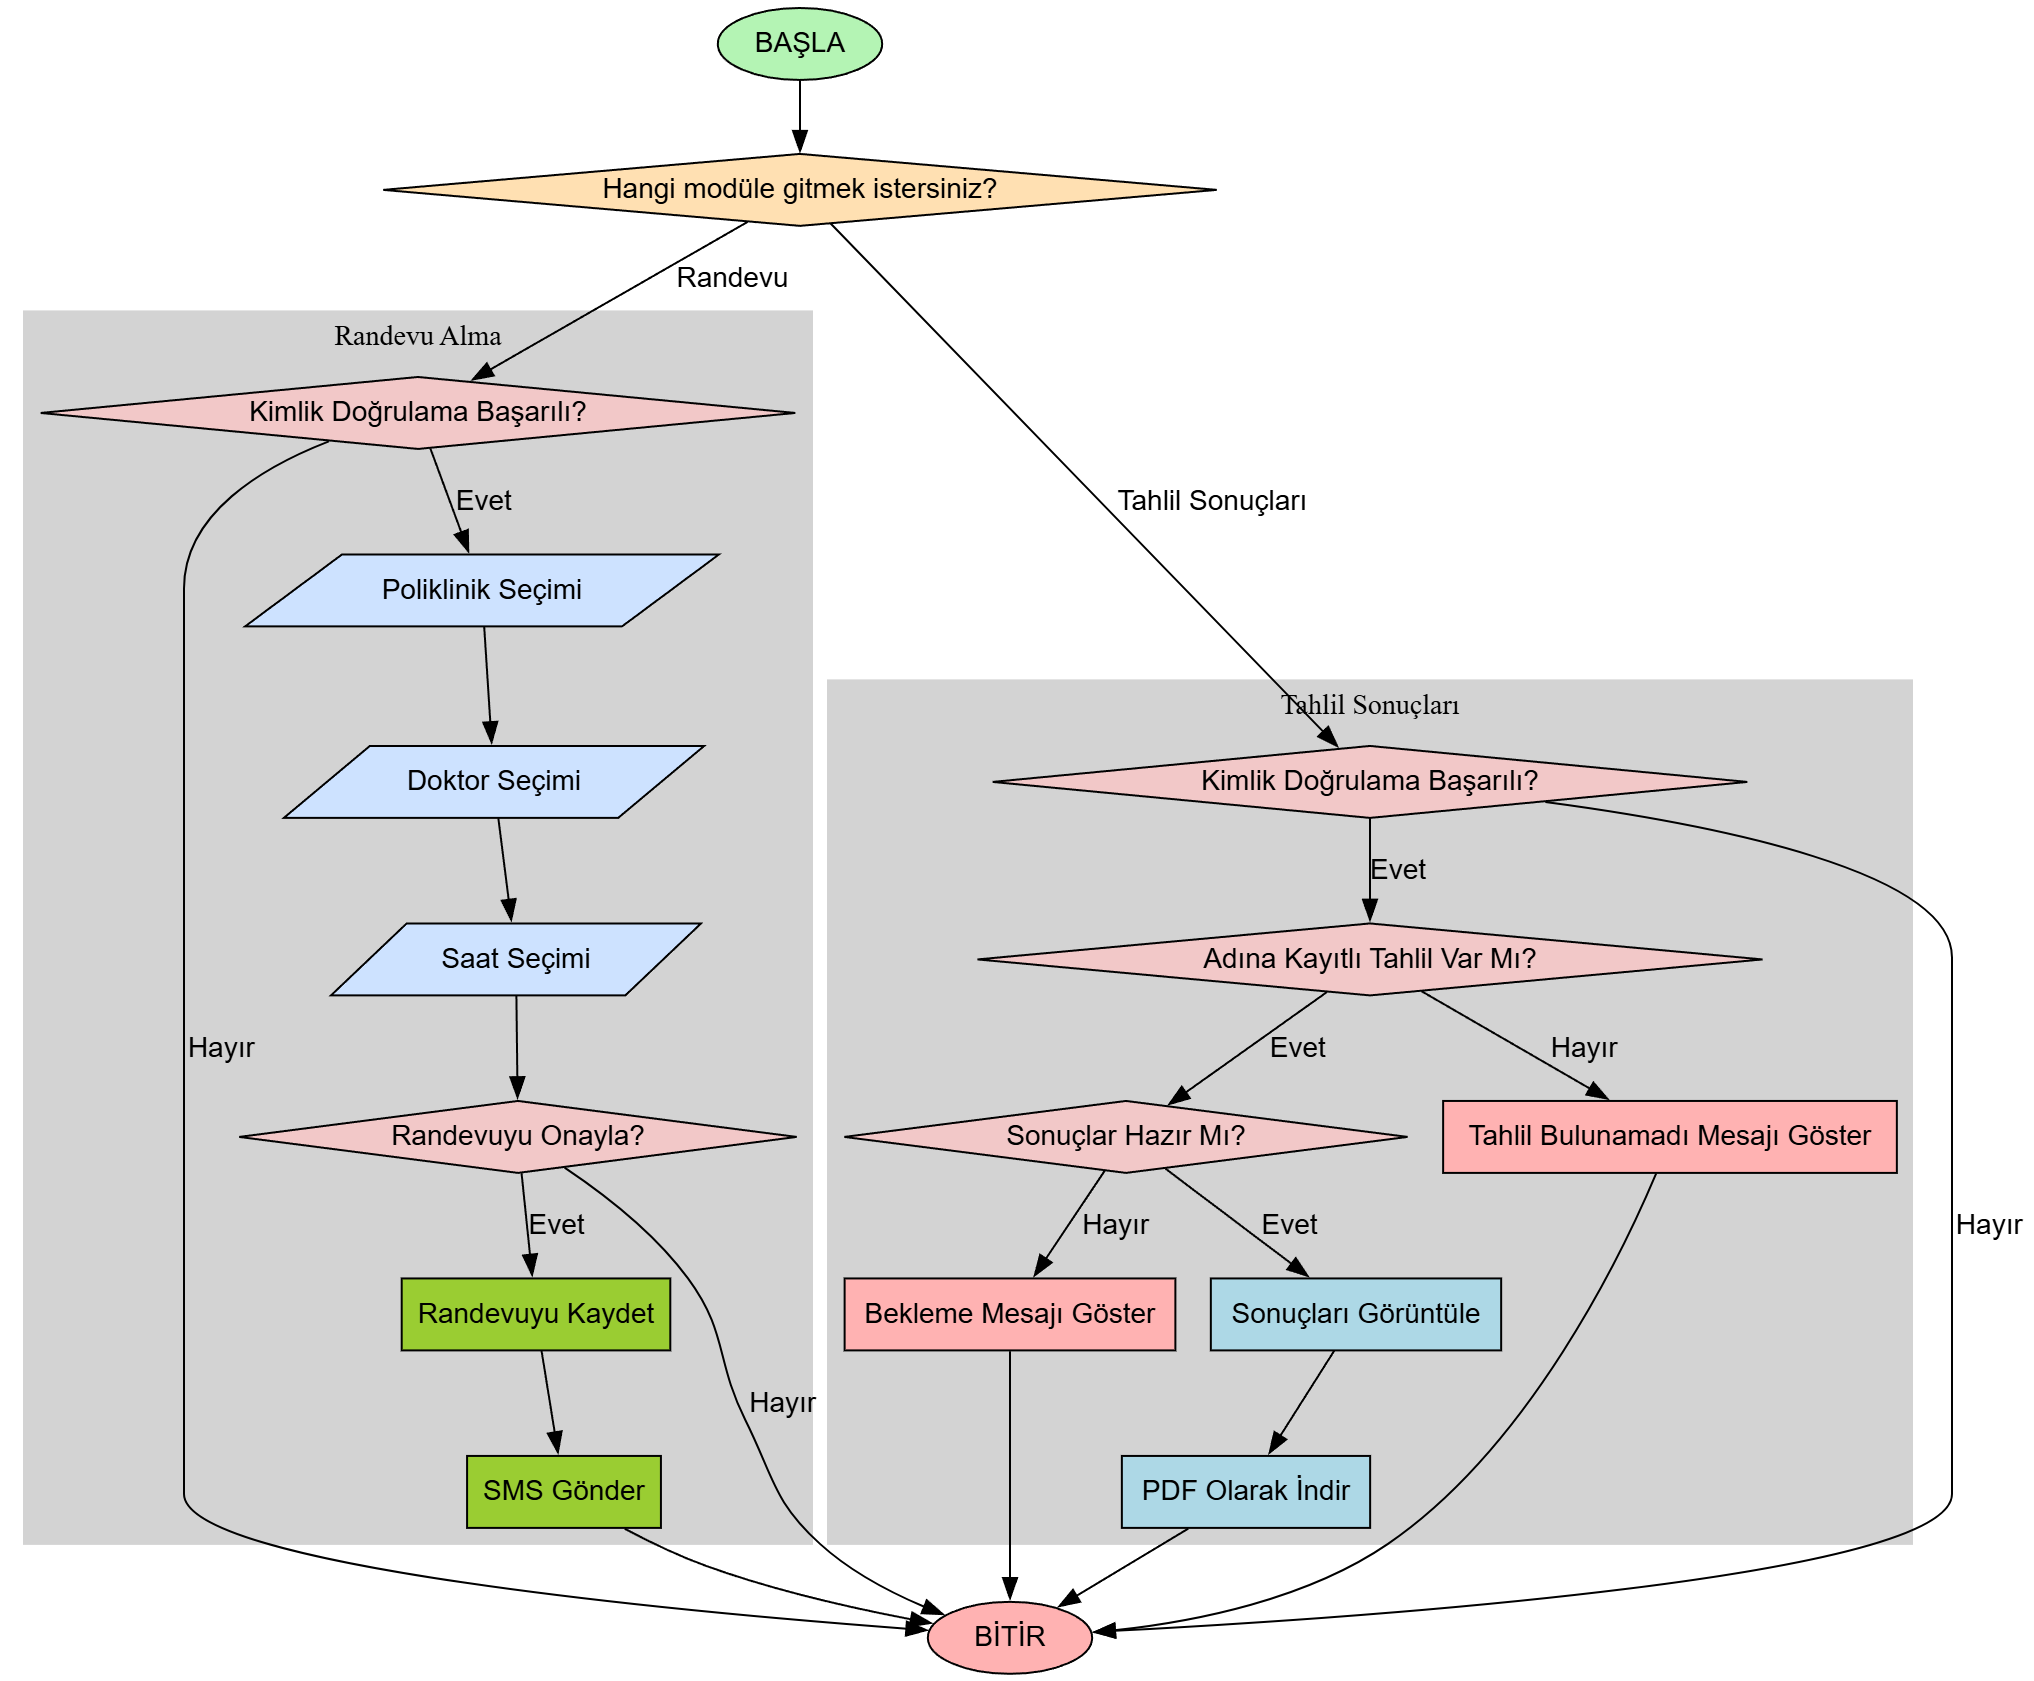 BAŞLA
Hangi modüle gitmek istersiniz?
Randevu
Randevu Alma
Kimlik Doğrulama Başarılı?
Evet
Poliklinik Seçimi
Doktor Seçimi
Saat Seçimi
Hayır
Randevuyu Onayla?
Evet
Randevuyu Kaydet
Hayır
SMS Gönder
Tahlil Sonuçları
Tahlil Sonuçları
Kimlik Doğrulama Başarılı?
Evet
Adına Kayıtlı Tahlil Var Mı?
Evet
Hayır
Sonuçlar Hazır Mı?
Tahlil Bulunamadı Mesajı Göster
Hayır
Evet
Hayır
Bekleme Mesajı Göster
Sonuçları Görüntüle
PDF Olarak İndir
BİTİR